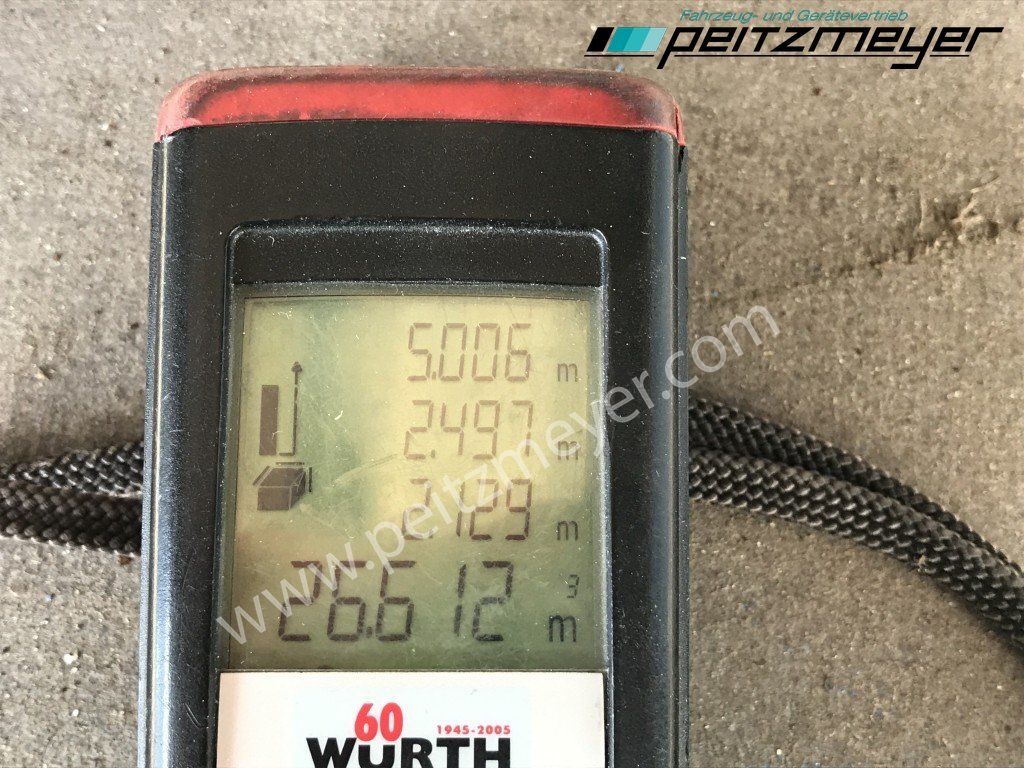 Fahrzeug- und Gerätevertrieb
peitzmeyer
5.006 m
2.497 m
2.129 m
26.612 m³
www.peitzmeyer.com
60
1945-2005
WÜRTH